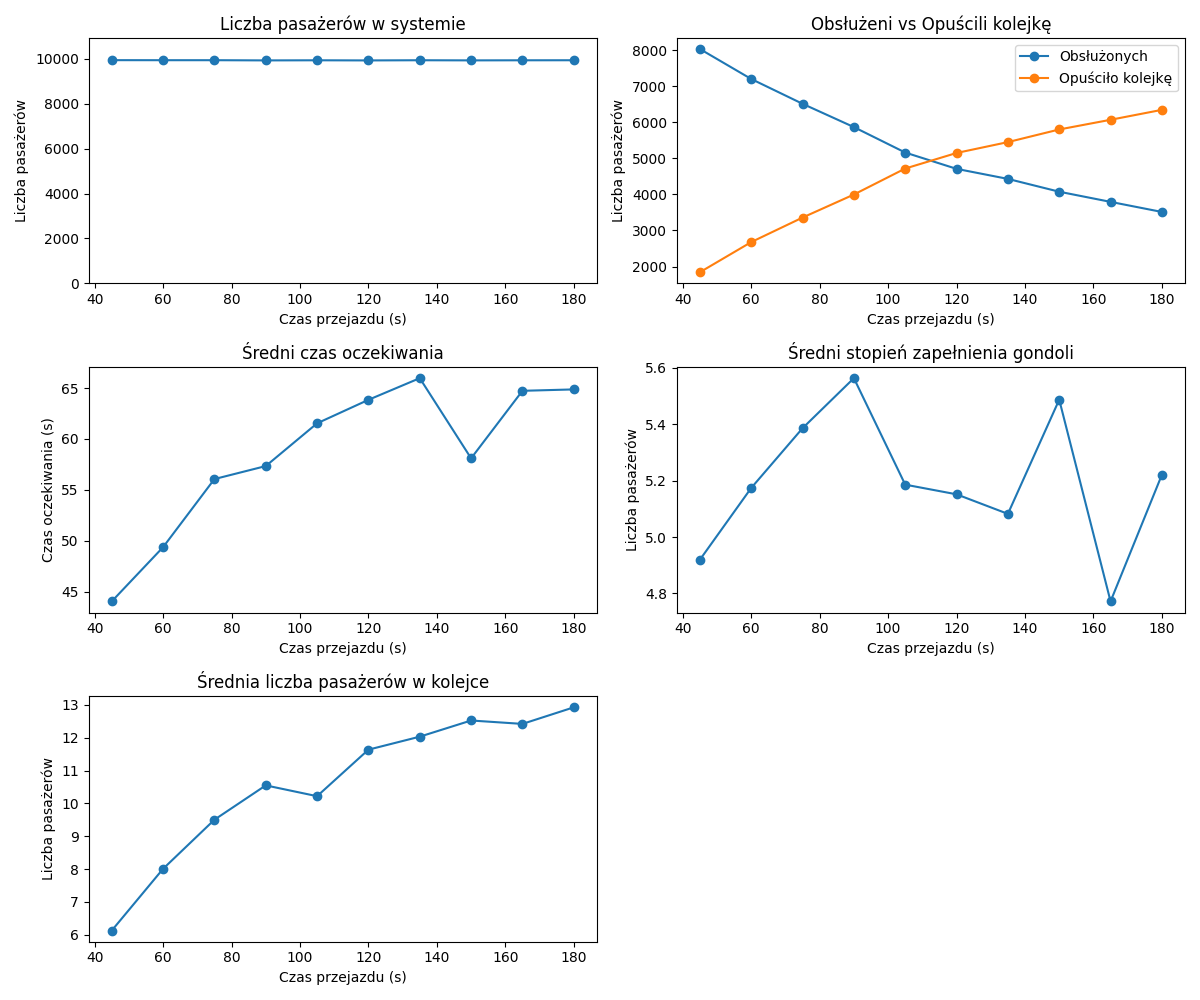 Liczba pasażerów w systemie
Liczba pasażerów
10000
8000
6000
4000
2000
0
40 60 80 100 120 140 160 180
Czas przejazdu (s)
Obsłużeni vs Opuścili kolejkę
Liczba pasażerów
8000
7000
6000
5000
4000
3000
2000
Obsłużonych
Opuściło kolejkę
40 60 80 100 120 140 160 180
Czas przejazdu (s)
Średni czas oczekiwania
Czas oczekiwania (s)
65
60
55
50
45
40 60 80 100 120 140 160 180
Czas przejazdu (s)
Średni stopień zapełnienia gondoli
Liczba pasażerów
5.6
5.4
5.2
5.0
4.8
40 60 80 100 120 140 160 180
Czas przejazdu (s)
Średnia liczba pasażerów w kolejce
Liczba pasażerów
13
12
11
10
9
8
7
6
40 60 80 100 120 140 160 180
Czas przejazdu (s)